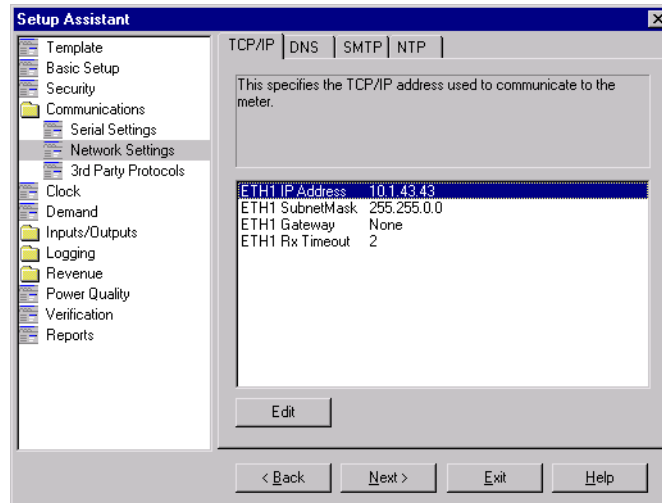 Setup Assistant
Template
Basic Setup
Security
Communications
Serial Settings
Network Settings
3rd Party Protocols
Clock
Demand
Inputs/Outputs
Logging
Revenue
Power Quality
Verification
Reports
TCP/IP DNS SMTP NTP
This specifies the TCP/IP address used to communicate to the
meter.
ETH1 IP Address 10.1.43.43
ETH1 SubnetMask 255.255.0.0
ETH1 Gateway None
ETH1 Rx Timeout 2
Edit
< Back Next > Exit Help